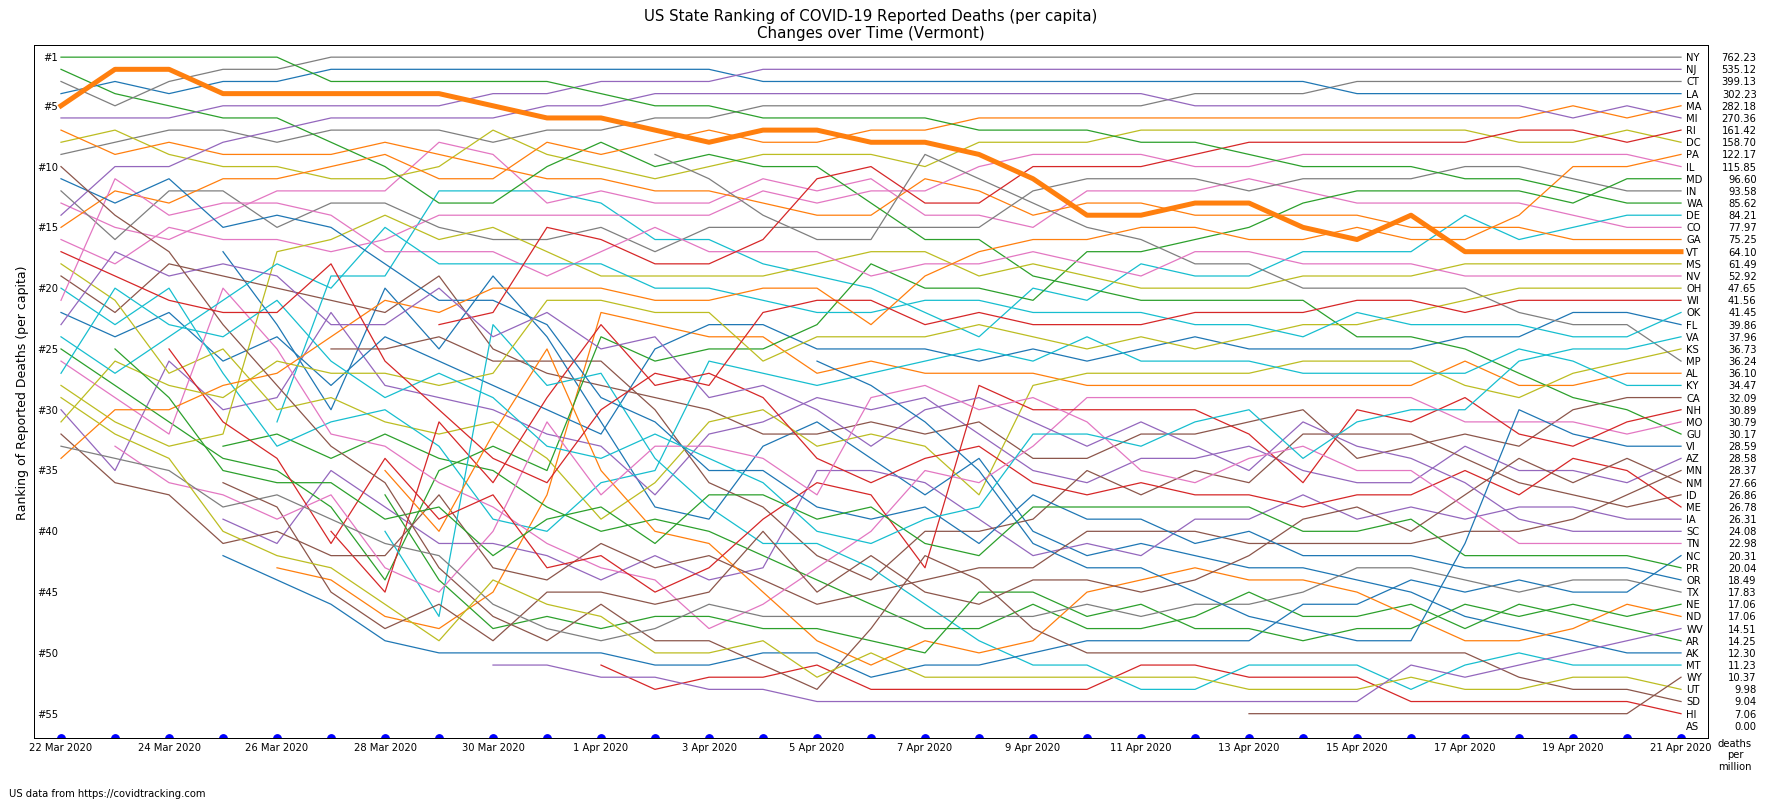 US State Ranking of COVID-19 Reported Deaths (per capita)
Changes over Time (Vermont)
Ranking of Reported Deaths (per capita)
#1
#5
#10
#15
#20
#25
#30
#35
#40
#45
#50
#55
NY 762.23
NJ 535.12
CT 399.13
LA 302.23
MA 282.18
MI 270.36
RI 161.42
DC 158.70
PA 122.17
IL 115.85
MD 96.60
IN 93.58
WA 85.62
DE 84.21
CO 77.97
GA 75.25
VT 64.10
MS 61.49
NV 52.92
OH 47.65
WI 41.56
OK 41.45
FL 39.86
VA 37.96
KS 36.73
MP 36.24
AL 36.10
KY 34.47
CA 32.09
NH 30.89
MO 30.79
GU 30.17
VI 28.59
AZ 28.58
MN 28.37
NM 27.66
ID 26.86
ME 26.78
IA 26.31
SC 24.08
TN 22.98
NC 20.31
PR 20.04
OR 18.49
TX 17.83
NE 17.06
ND 17.06
WV 14.51
AR 14.25
AK 12.30
MT 11.23
WY 10.37
UT 9.98
SD 9.04
HI 7.06
AS 0.00
22 Mar 2020 24 Mar 2020 26 Mar 2020 28 Mar 2020 30 Mar 2020 1 Apr 2020 3 Apr 2020 5 Apr 2020 7 Apr 2020 9 Apr 2020 11 Apr 2020 13 Apr 2020 15 Apr 2020 17 Apr 2020 19 Apr 2020 21 Apr 2020
deaths
per
million
US data from https://covidtracking.com